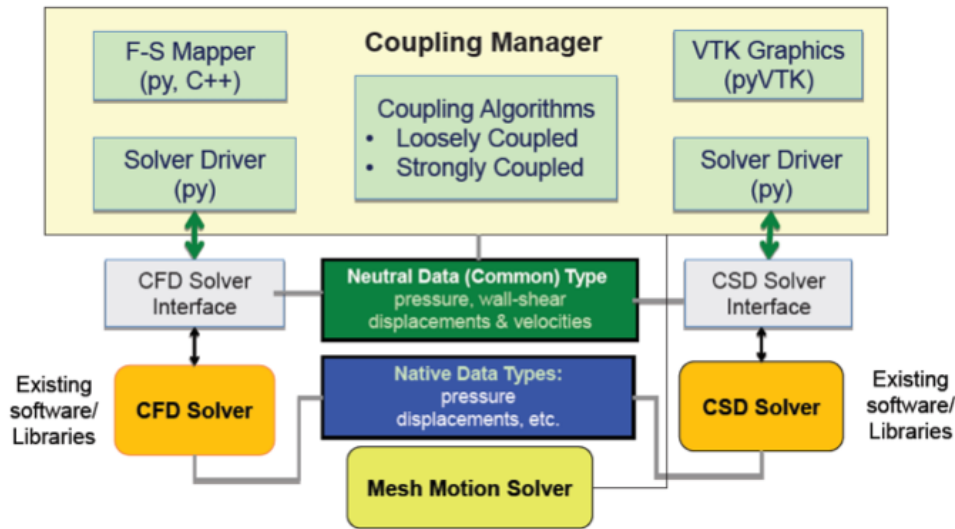 Coupling Manager
F-S Mapper
(py, C++)
VTK Graphics
(pyVTK)
Coupling Algorithms
• Loosely Coupled
• Strongly Coupled
Solver Driver
(py)
Solver Driver
(py)
CFD Solver
Interface
Neutral Data (Common) Type
pressure, wall-shear
displacements & velocities
CSD Solver
Interface
Existing
software/
Libraries
CFD Solver
Native Data Types:
pressure
displacements, etc.
CSD Solver
Existing
software/
Libraries
Mesh Motion Solver